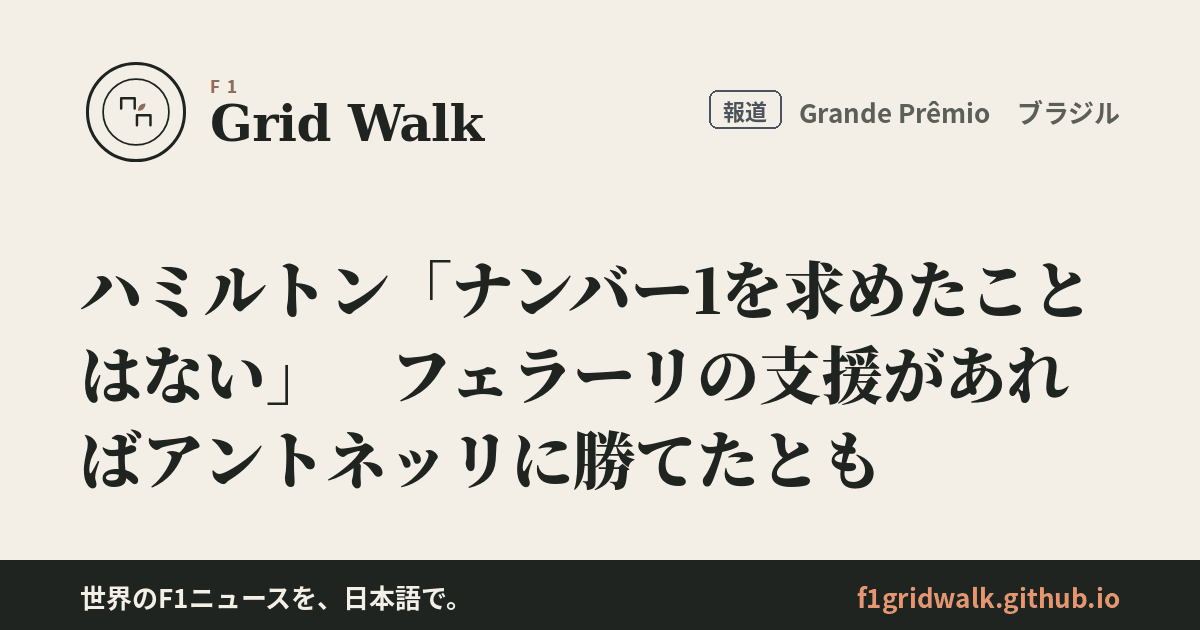 F1
Grid Walk
報道 Grande Prêmio ブラジル
ハミルトン「ナンバー1を求めたこと
はない」　フェラーリの支援があれ
ばアントネッリに勝てたとも
世界のF1ニュースを、日本語で。
f1gridwalk.github.io